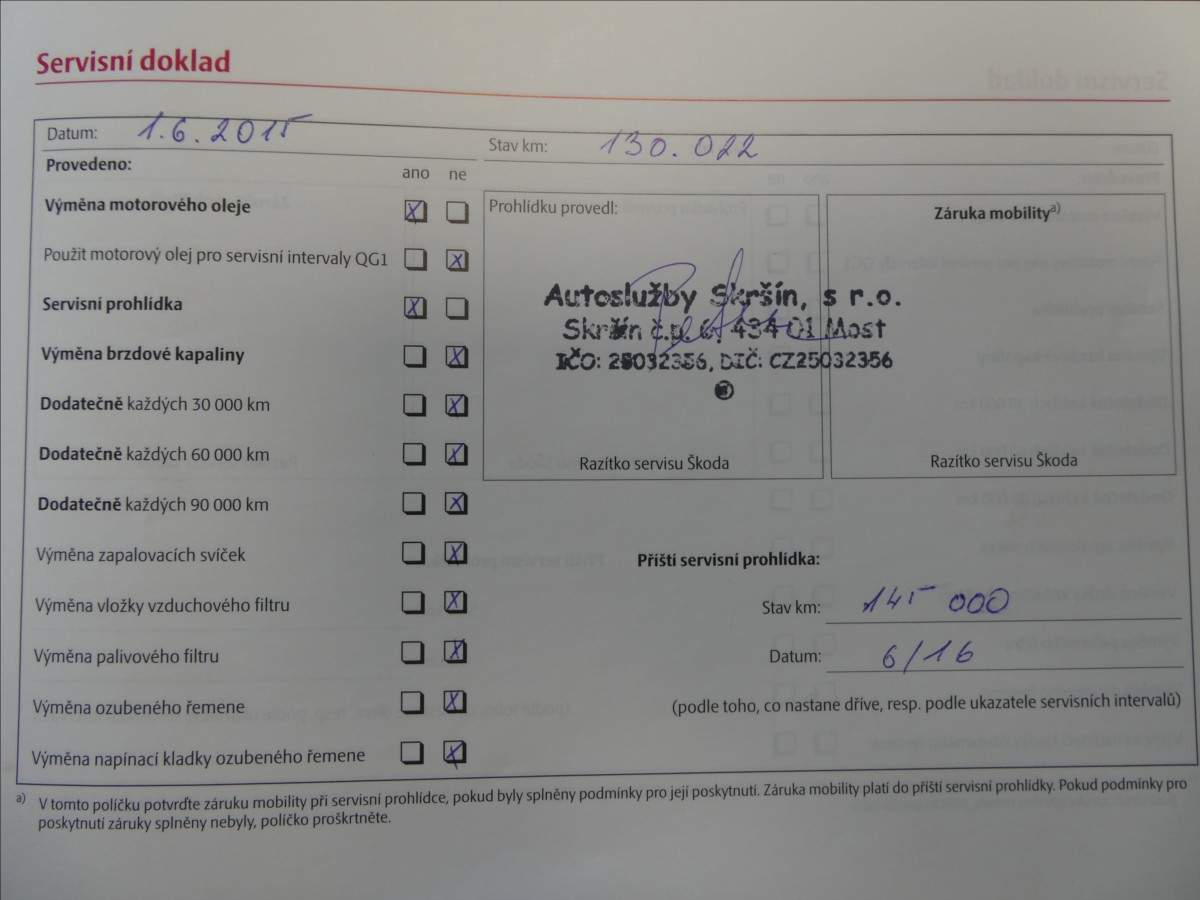 Servisní doklad
Datum: 1.6.2015
Stav km: 130.022
Provedeno:
ano ne
Výměna motorového oleje
Použit motorový olej pro servisní intervaly QG1
Servisní prohlídka
Výměna brzdové kapaliny
Dodatečně každých 30 000 km
Dodatečně každých 60 000 km
Dodatečně každých 90 000 km
Výměna zapalovacích svíček
Výměna vložky vzduchového filtru
Výměna palivového filtru
Výměna ozubeného řemene
Výměna napínací kladky ozubeného řemene
Prohlídku provedl:
Autoslužby Skršín, s r.o.
Skršín č.p. 6, 434 01 Most
IČO: 25032356, DIČ: CZ25032356
Razítko servisu Škoda
Záruka mobility a)
Razítko servisu Škoda
Příští servisní prohlídka:
Stav km: 145 000
Datum: 6/16
(podle toho, co nastane dříve, resp. podle ukazatele servisních intervalů)
a) V tomto políčku potvrďte záruku mobility při servisní prohlídce, pokud byly splněny podmínky pro její poskytnutí. Záruka mobility platí do příští servisní prohlídky. Pokud podmínky pro
poskytnutí záruky splněny nebyly, políčko proškrtněte.